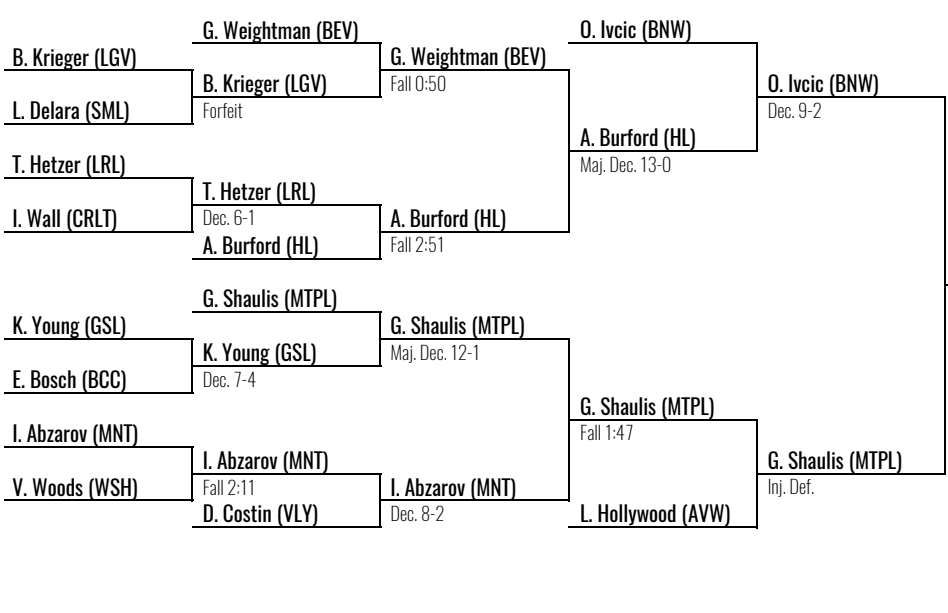 B. Krieger (LGV)
L. Delara (SML)
T. Hetzer (LRL)
I. Wall (CRLT)
K. Young (GSL)
E. Bosch (BCC)
I. Abzarov (MNT)
V. Woods (WSH)
G. Weightman (BEV)
B. Krieger (LGV)
Forfeit
T. Hetzer (LRL)
Dec. 6-1
A. Burford (HL)
G. Shaulis (MTPL)
K. Young (GSL)
Dec. 7-4
I. Abzarov (MNT)
Fall 2:11
D. Costin (VLY)
G. Weightman (BEV)
Fall 0:50
A. Burford (HL)
Fall 2:51
G. Shaulis (MTPL)
Maj. Dec. 12-1
I. Abzarov (MNT)
Dec. 8-2
O. Ivcic (BNW)
A. Burford (HL)
Maj. Dec. 13-0
G. Shaulis (MTPL)
Fall 1:47
L. Hollywood (AVW)
O. Ivcic (BNW)
Dec. 9-2
G. Shaulis (MTPL)
Inj. Def.